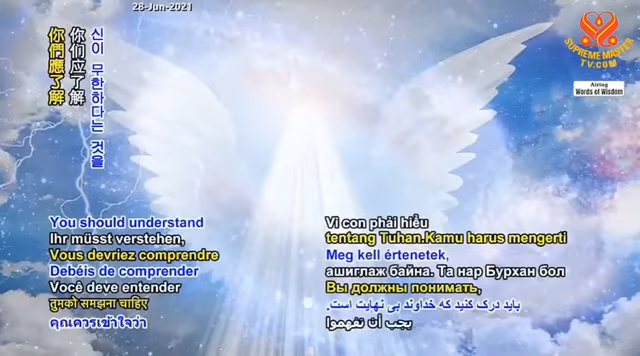 28-Jun-2021
SUPREME MASTER
TV.COM
Airing
Words of Wisdom
신이 무한하다는 것을
你们应了解
你們應了解
You should understand
Ihr müsst verstehen,
Vous devriez comprendre
Debéis de comprender
Você deve entender
तुमको समझना चाहिए
คุณควรเข้าใจว่า
Vì con phải hiểu
tentang Tuhan.Kamu harus mengerti
Meg kell értenetek,
ашиглаж байна. Та нар Бурхан бол
Вы должны понимать,
باید درک کنید که خداوند بی نهایت است.
يجب أن تفهموا